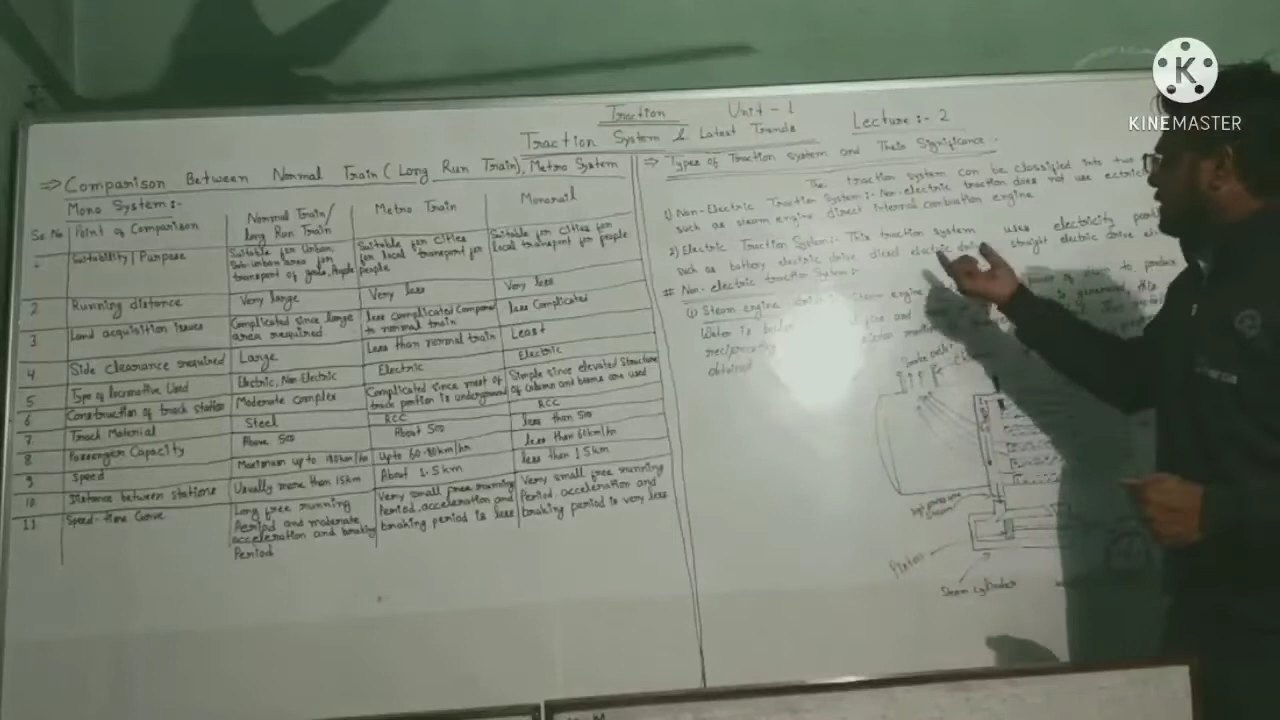 K
KINEMASTER
Traction Unit - 1
Traction System & Latest Trends
Lecture :- 2
⇒ Comparison Between Normal Train (Long Run Train), Metro System
Mono System:-
Sr. No Point of Comparison
Normal Train/
long Run Train
Metro Train
Monorail
Suitability / Purpose
Suitable for Urban,
Sub-urban area for
transport of goods, People
Suitable for Cities
for local transport for
people
Suitable for Cities for
local transport for people
2 Running distance Very large Very less Very less
3 Land acquisition issues
Complicated since large
area required
less complicated Compare
to normal train
less Complicated
4 Side clearance required Large Less than normal train Least
5 Type of locomotive Used Electric, Non-Electric Electric Electric
6 Construction of track station Moderate complex
Complicated since most of
track portion is underground
Simple since elevated structure
of columns and beams are used
7. Track Material Steel RCC RCC
8 Passenger Capacity Above 500 About 500 less than 500
9 Speed Maximum up to km/hr Upto 60-80km/hr less than 60km/hr
10 Distance between stations Usually more than 15km About 1.5km less than 1.5km
11 Speed-time Curve
Long free running
Period and moderate
acceleration and braking
Period
Very small free running
Period, acceleration and
braking period is less
Very small free running
Period, acceleration and
braking period is very less
⇒ Types of Traction system and Their Significance :-
The traction system can be classified into two
1) Non-Electric Traction System :- Non-electric traction does not use ectric
such as steam engine direct internal combustion engine
2) Electric Traction System:- This traction system uses electricity
such as battery electric drive diesel electric drive straight electric drive
# Non-electric traction System :-
(1) Steam engine Steam engine to produce
Water is and is generated this
obtained
Piston
Steam cylinder